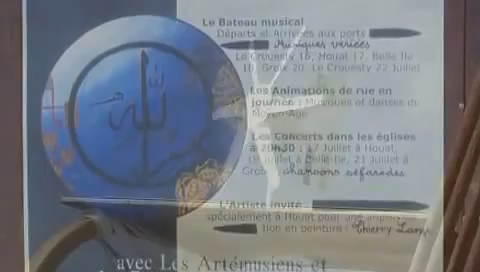 Le Bateau musical
Départs et Arrivées aux ports
Musiques variées
Le Crouesty 16, Houat 17, Belle Ile
19, Groix 20, Le Crouesty 22 Juillet
Les Animations de rue en
journée : Musiques et danses du
Moyen-Age
Les Concerts dans les églises
à 20h30 : 17 Juillet à Houat,
19 Juillet à Belle-Ile, 21 Juillet à
Groix chansons séfarades
L'Artiste invité
spécialement à Houat pour une
tion en peinture : Thierry
الله
avec Les Artémusiens et